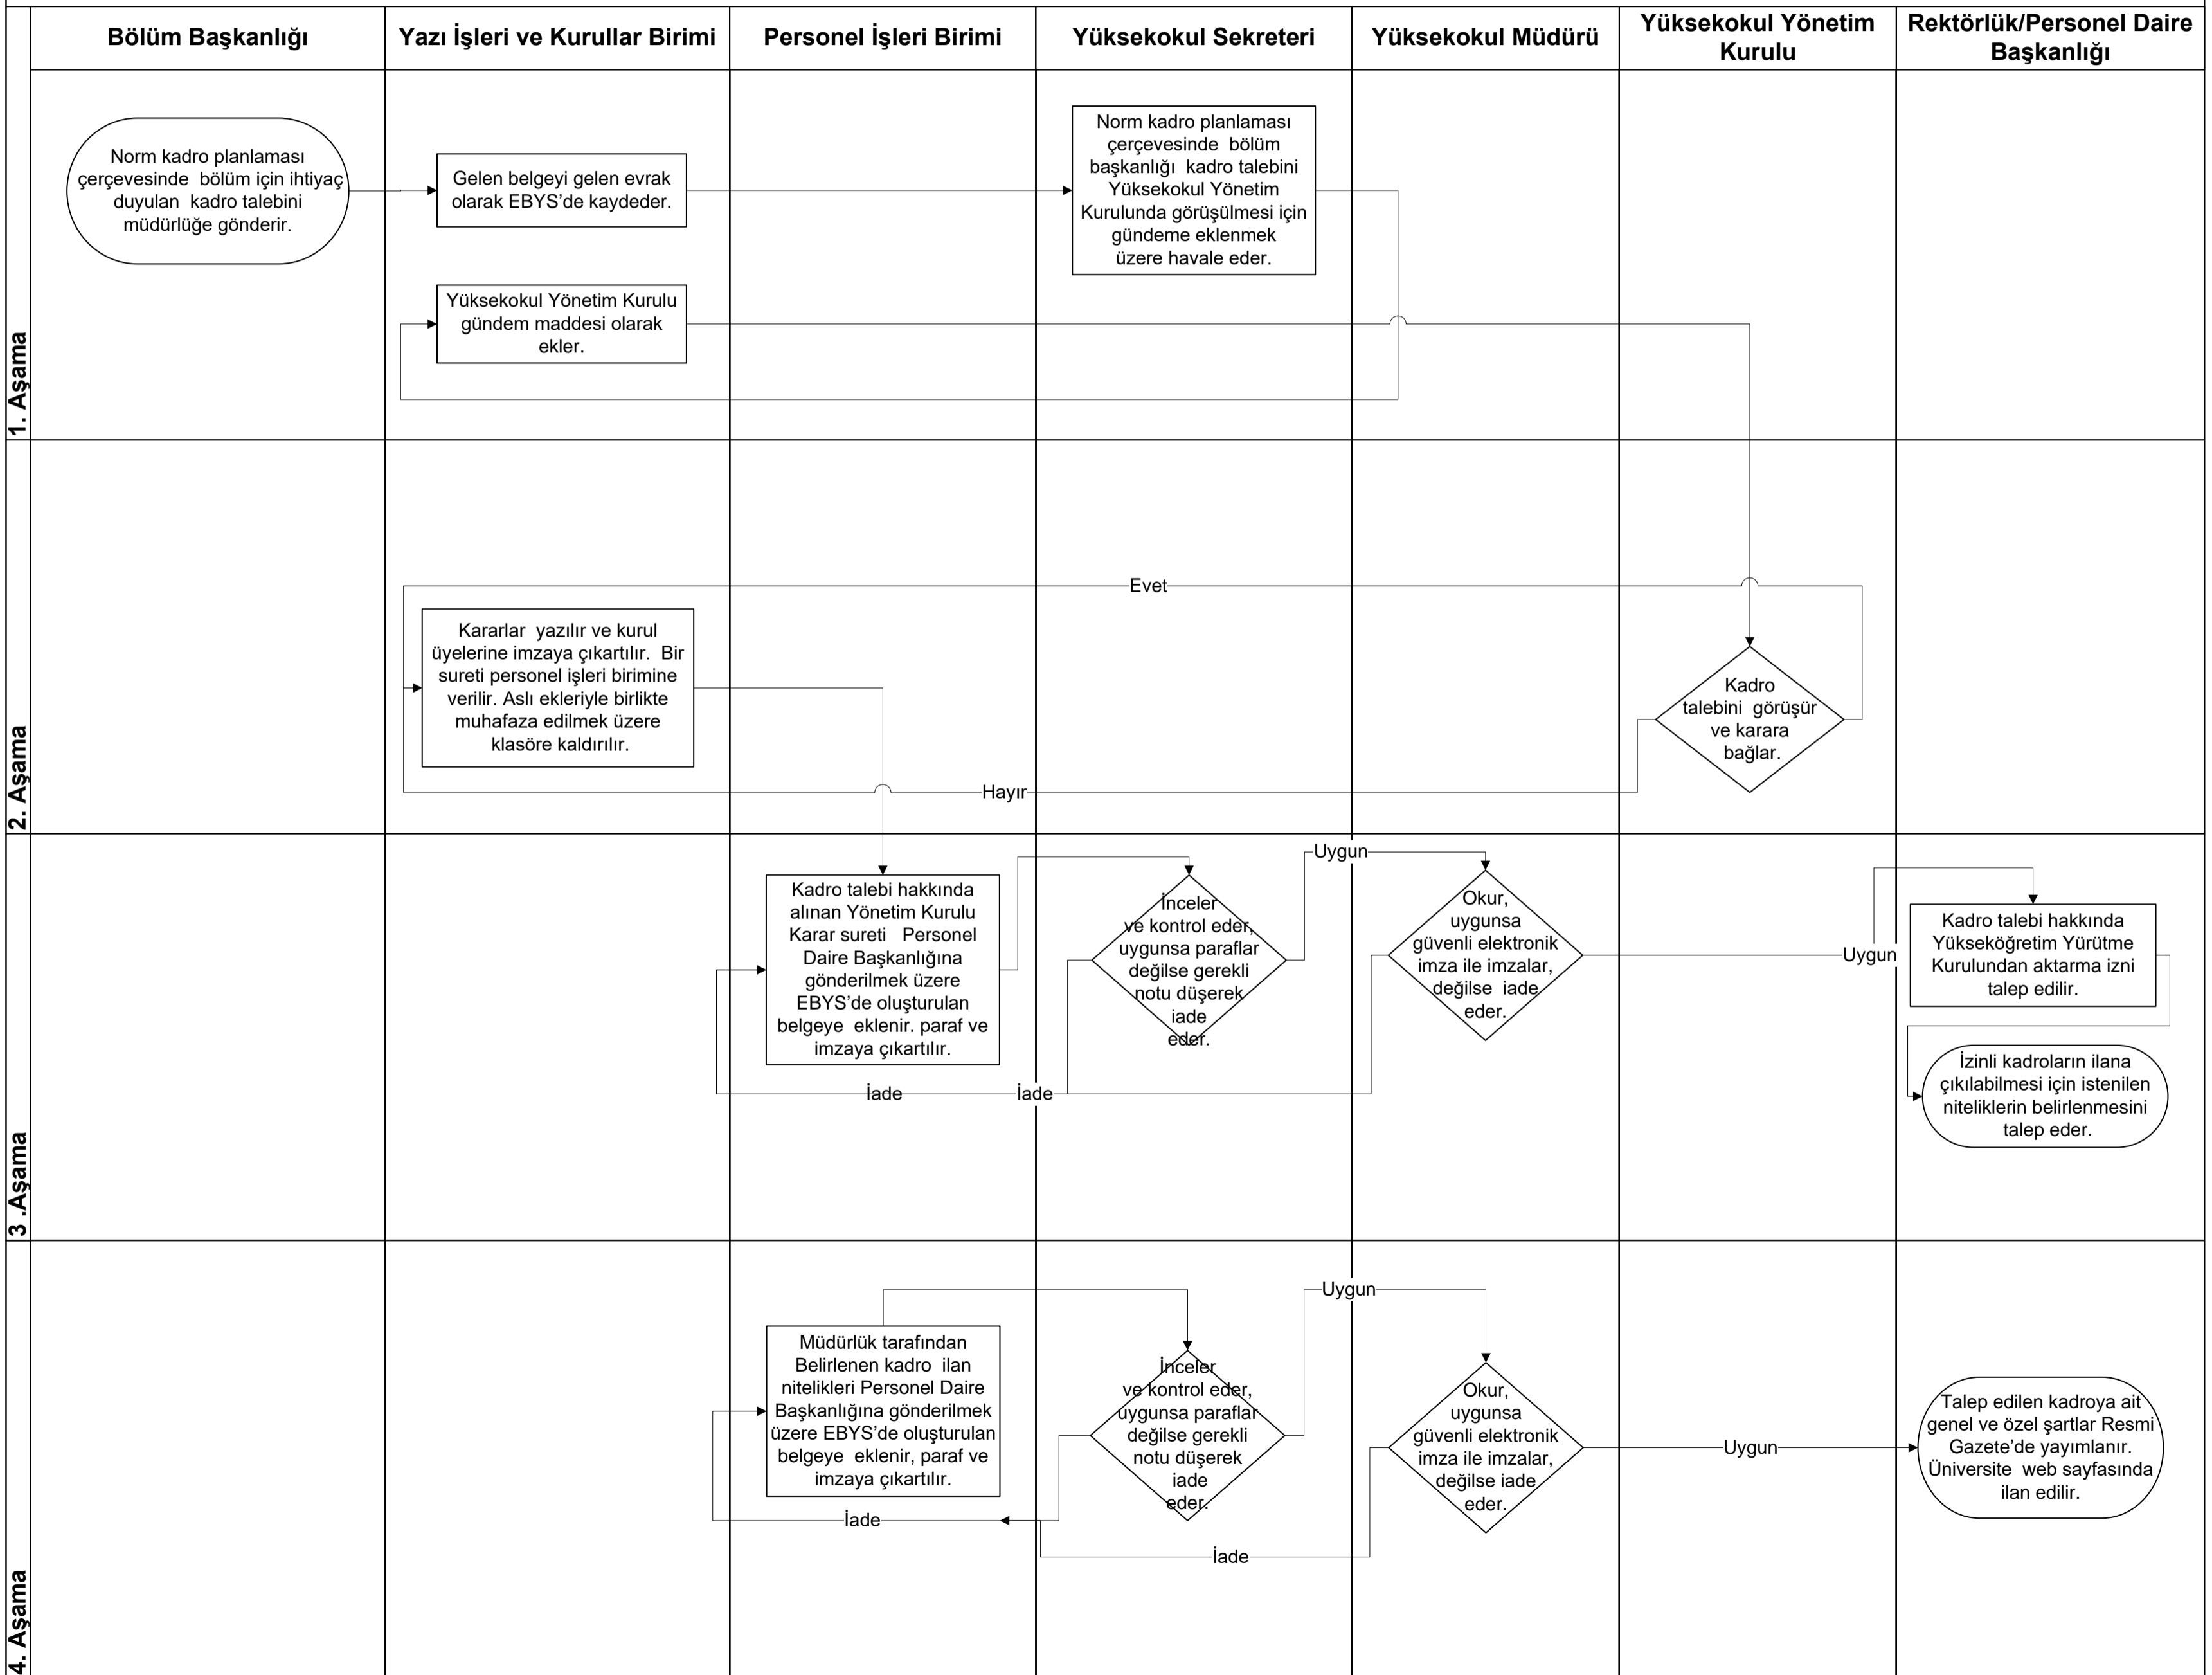 Bölüm Başkanlığı
Yazı İşleri ve Kurullar Birimi
Personel İşleri Birimi
Yüksekokul Sekreteri
Yüksekokul Müdürü
Yüksekokul Yönetim
Kurulu
Rektörlük/Personel Daire
Başkanlığı
1. Aşama
Norm kadro planlaması
çerçevesinde bölüm için ihtiyaç
duyulan kadro talebini
müdürlüğe gönderir.
Gelen belgeyi gelen evrak
olarak EBYS’de kaydeder.
Norm kadro planlaması
çerçevesinde bölüm
başkanlığı kadro talebini
Yüksekokul Yönetim
Kurulunda görüşülmesi için
gündeme eklenmek
üzere havale eder.
Yüksekokul Yönetim Kurulu
gündem maddesi olarak
ekler.
2. Aşama
Evet
Kararlar yazılır ve kurul
üyelerine imzaya çıkartılır. Bir
sureti personel işleri birimine
verilir. Aslı ekleriyle birlikte
muhafaza edilmek üzere
klasöre kaldırılır.
Kadro
talebini görüşür
ve karara
bağlar.
Hayır
3 .Aşama
Kadro talebi hakkında
alınan Yönetim Kurulu
Karar sureti Personel
Daire Başkanlığına
gönderilmek üzere
EBYS’de oluşturulan
belgeye eklenir. paraf ve
imzaya çıkartılır.
İnceler
ve kontrol eder,
uygunsa paraflar
değilse gerekli
notu düşerek
iade
eder.
Uygun
Okur,
uygunsa
güvenli elektronik
imza ile imzalar,
değilse iade
eder.
Uygun
Kadro talebi hakkında
Yükseköğretim Yürütme
Kurulundan aktarma izni
talep edilir.
İzinli kadroların ilana
çıkılabilmesi için istenilen
niteliklerin belirlenmesini
talep eder.
İade
İade
4. Aşama
Müdürlük tarafından
Belirlenen kadro ilan
nitelikleri Personel Daire
Başkanlığına gönderilmek
üzere EBYS’de oluşturulan
belgeye eklenir, paraf ve
imzaya çıkartılır.
İnceler
ve kontrol eder,
uygunsa paraflar
değilse gerekli
notu düşerek
iade
eder.
Uygun
Okur,
uygunsa
güvenli elektronik
imza ile imzalar,
değilse iade
eder.
Uygun
Talep edilen kadroya ait
genel ve özel şartlar Resmi
Gazete’de yayımlanır.
Üniversite web sayfasında
ilan edilir.
İade
İade